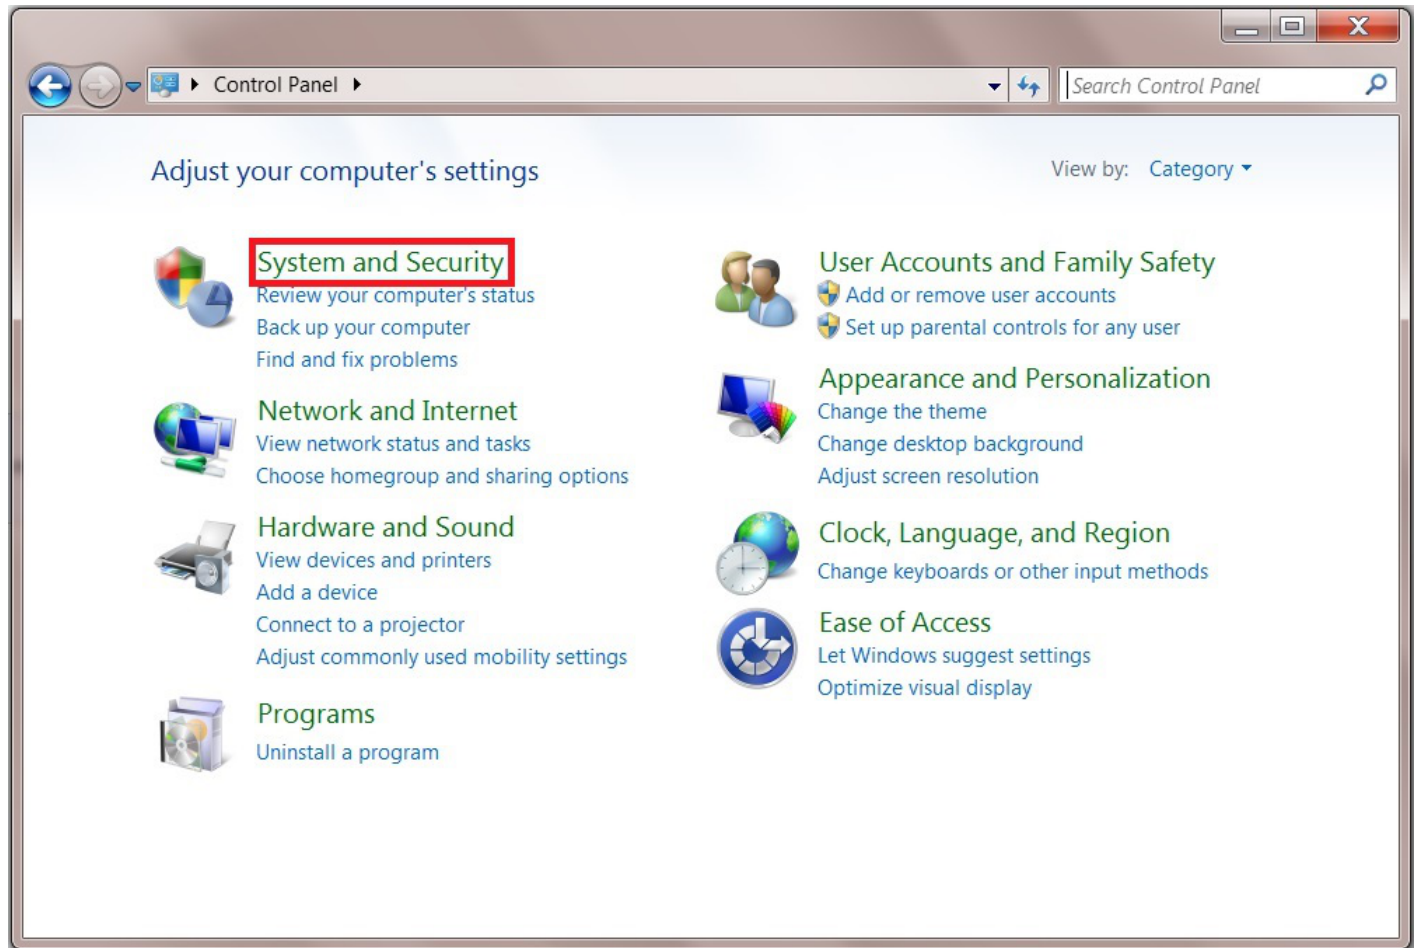 Control Panel
Search Control Panel
Adjust your computer's settings
View by: Category
System and Security
Review your computer's status
Back up your computer
Find and fix problems
Network and Internet
View network status and tasks
Choose homegroup and sharing options
Hardware and Sound
View devices and printers
Add a device
Connect to a projector
Adjust commonly used mobility settings
Programs
Uninstall a program
User Accounts and Family Safety
Add or remove user accounts
Set up parental controls for any user
Appearance and Personalization
Change the theme
Change desktop background
Adjust screen resolution
Clock, Language, and Region
Change keyboards or other input methods
Ease of Access
Let Windows suggest settings
Optimize visual display